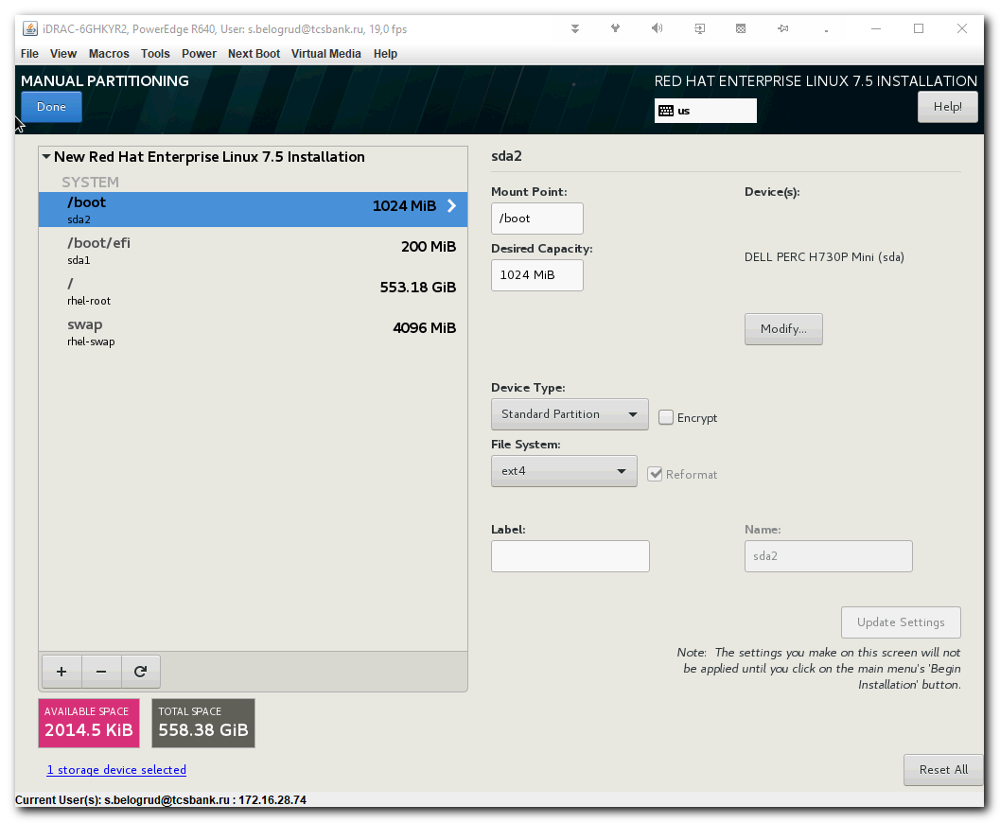 iDRAC-6GHKYR2, PowerEdge R640, User: s.belogrud@tcsbank.ru, 19,0 fps
File View Macros Tools Power Next Boot Virtual Media Help
MANUAL PARTITIONING
RED HAT ENTERPRISE LINUX 7.5 INSTALLATION
Done
us
Help!
New Red Hat Enterprise Linux 7.5 Installation
SYSTEM
/boot
1024 MiB
sda2
/boot/efi
200 MiB
sda1
/
553.18 GiB
rhel-root
swap
4096 MiB
rhel-swap
+ −
AVAILABLE SPACE
2014.5 KiB
TOTAL SPACE
558.38 GiB
1 storage device selected
sda2
Mount Point:
/boot
Desired Capacity:
1024 MiB
Device(s):
DELL PERC H730P Mini (sda)
Modify...
Device Type:
Standard Partition
Encrypt
File System:
ext4
Reformat
Label:
Name:
sda2
Update Settings
Note: The settings you make on this screen will not
be applied until you click on the main menu's 'Begin
Installation' button.
Reset All
Current User(s): s.belogrud@tcsbank.ru : 172.16.28.74